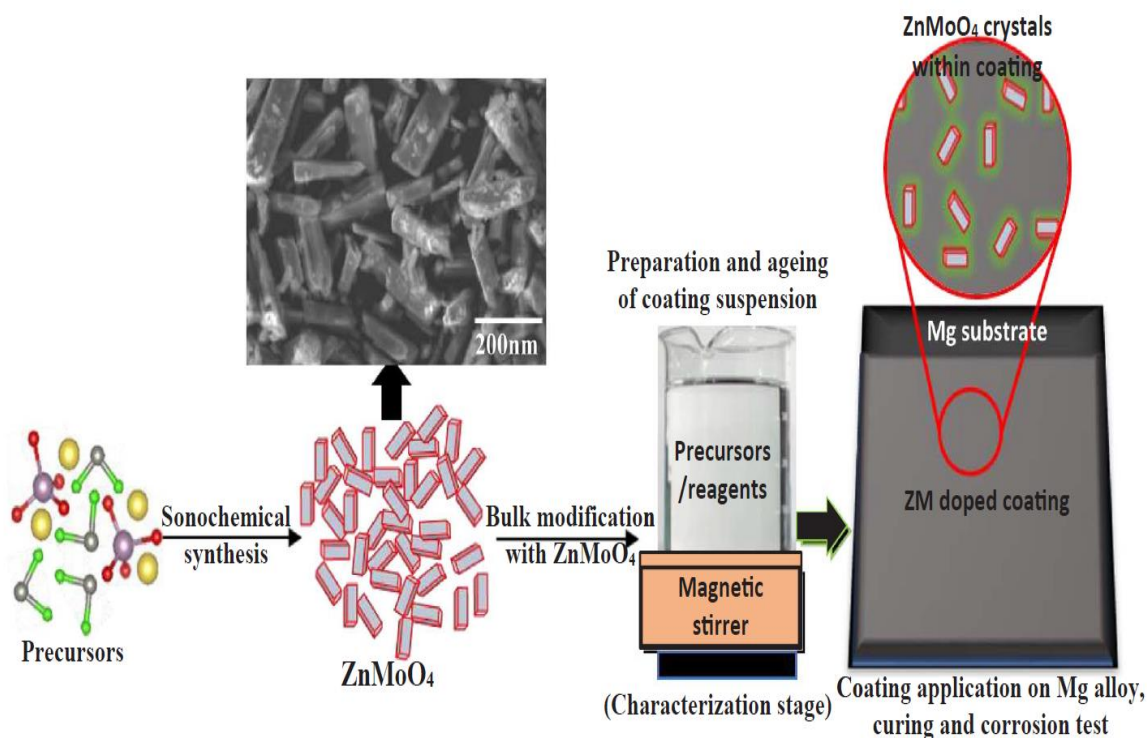 ZnMoO₄ crystals
within coating
200nm
Preparation and ageing
of coating suspension
Mg substrate
Precursors
/reagents
ZM doped coating
Sonochemical
synthesis
Bulk modification
with ZnMoO₄
Magnetic
stirrer
Precursors
ZnMoO₄
(Characterization stage)
Coating application on Mg alloy,
curing and corrosion test